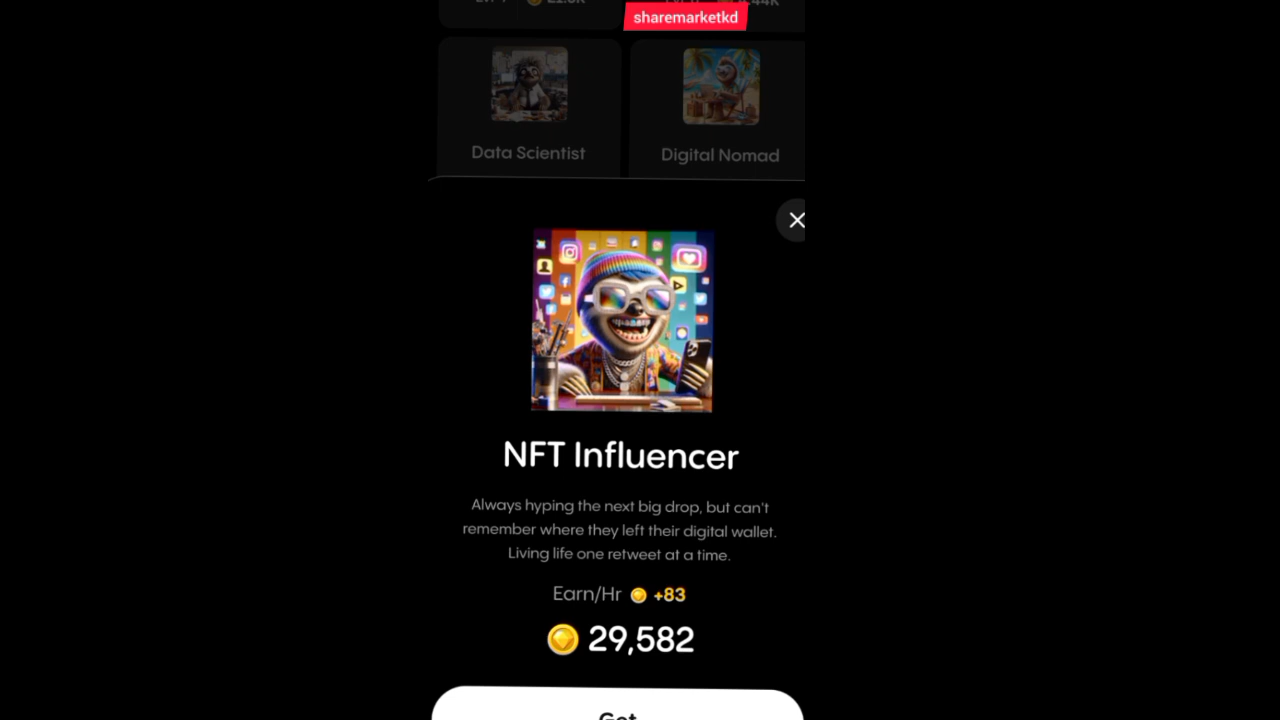 sharemarketkd
Data Scientist
Digital Nomad
NFT Influencer
Always hyping the next big drop, but can't
remember where they left their digital wallet.
Living life one retweet at a time.
Earn/Hr +83
29,582
Get